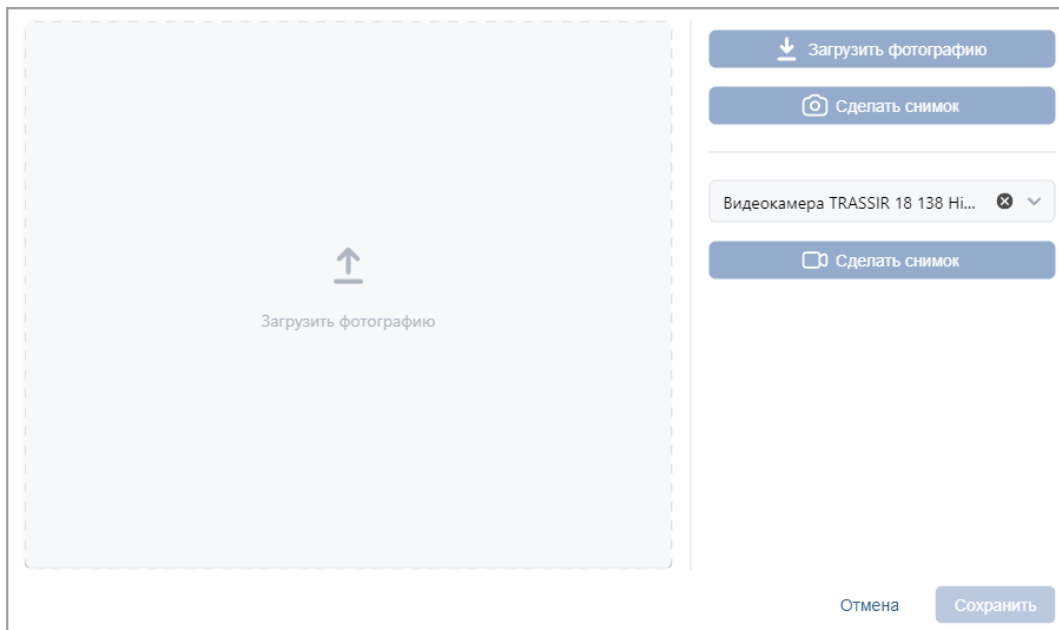 Загрузить фотографию
Загрузить фотографию
Сделать снимок
Видеокамера TRASSIR 18 138 Hi...
Сделать снимок
Отмена
Сохранить